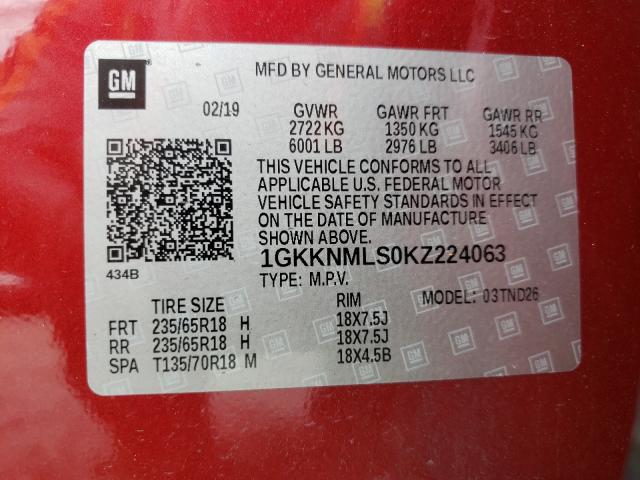 GM
MFD BY GENERAL MOTORS LLC
02/19 GVWR GAWR FRT GAWR RR
2722 KG 1350 KG 1545 KG
6001 LB 2976 LB 3406 LB
THIS VEHICLE CONFORMS TO ALL
APPLICABLE U.S. FEDERAL MOTOR
VEHICLE SAFETY STANDARDS IN EFFECT
ON THE DATE OF MANUFACTURE
SHOWN ABOVE.
434B
1GKKNMLS0KZ224063
TYPE: M.P.V. MODEL: 03TND26
TIRE SIZE RIM
FRT 235/65R18 H 18X7.5J
RR 235/65R18 H 18X7.5J
SPA T135/70R18 M 18X4.5B